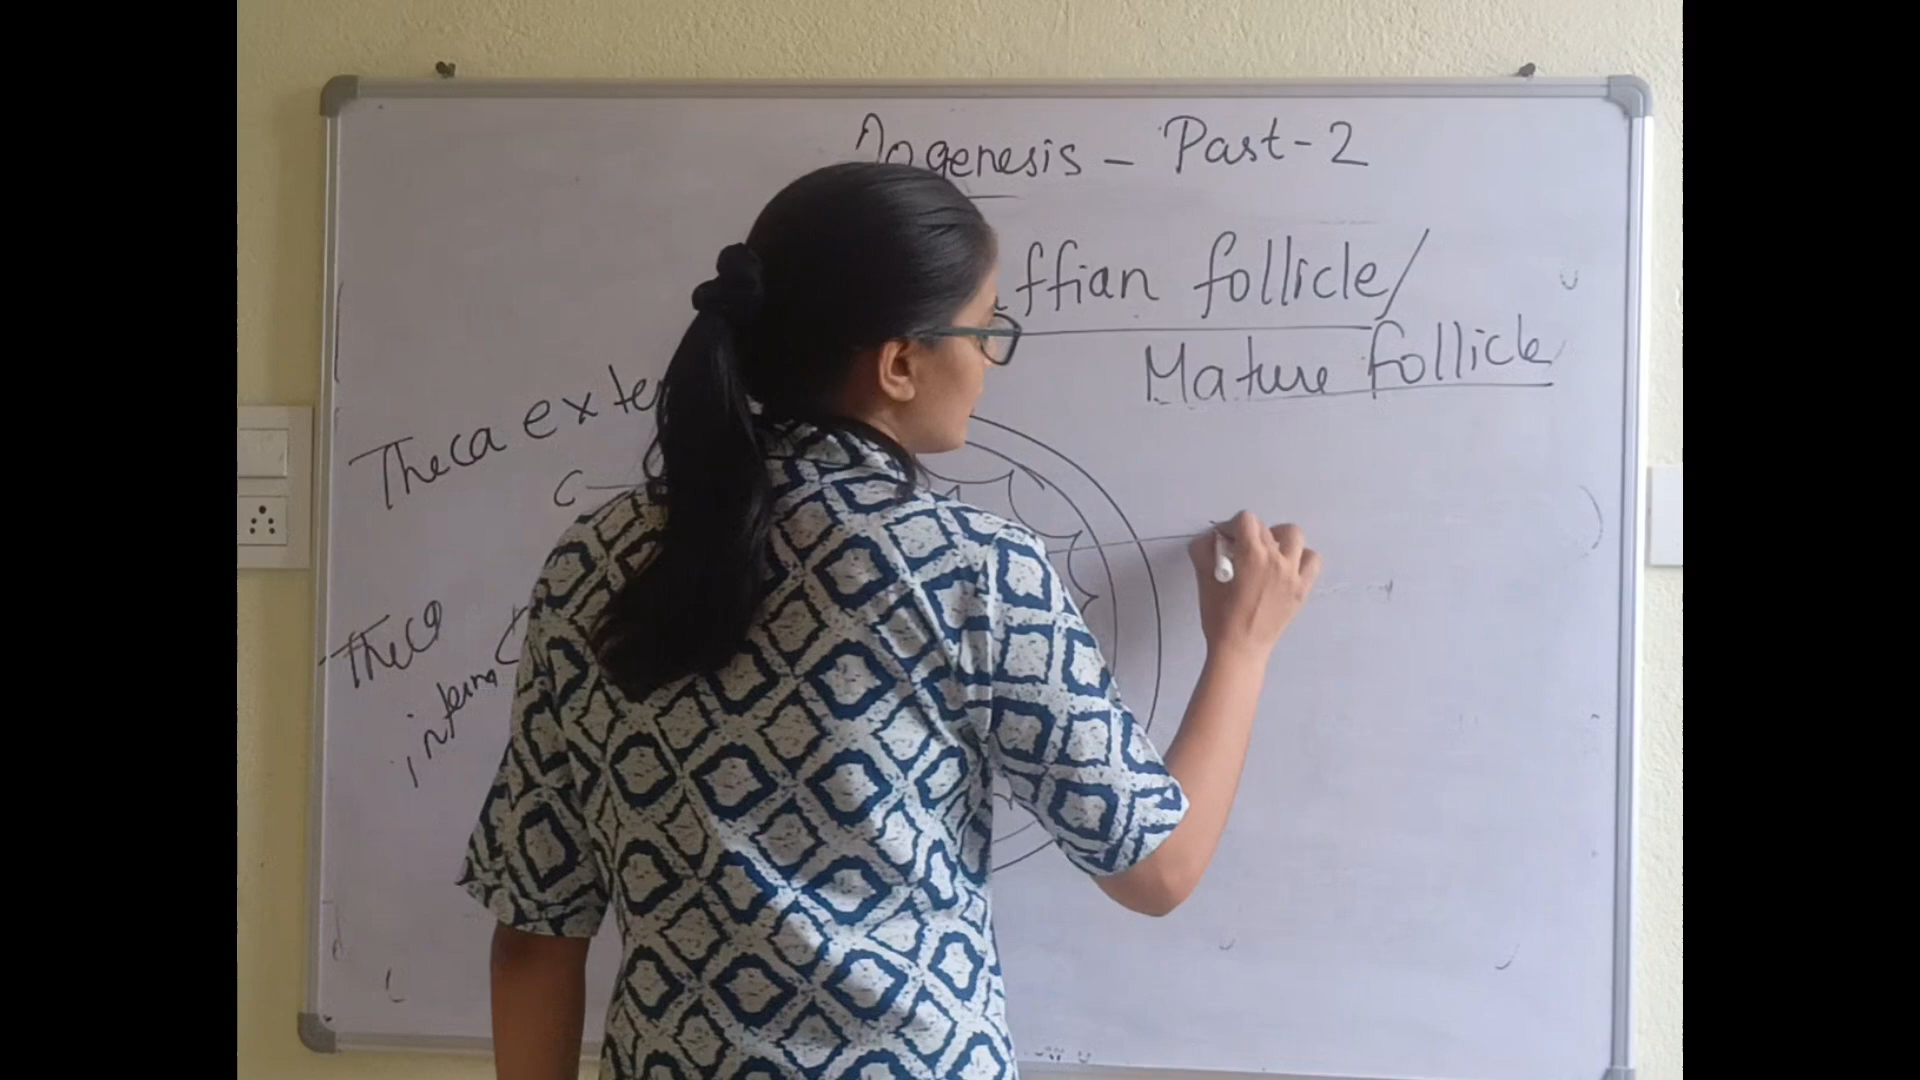 Oogenesis - Part-2
ffian follicle/
Mature follicle
Theca exte
C
Theca
interna